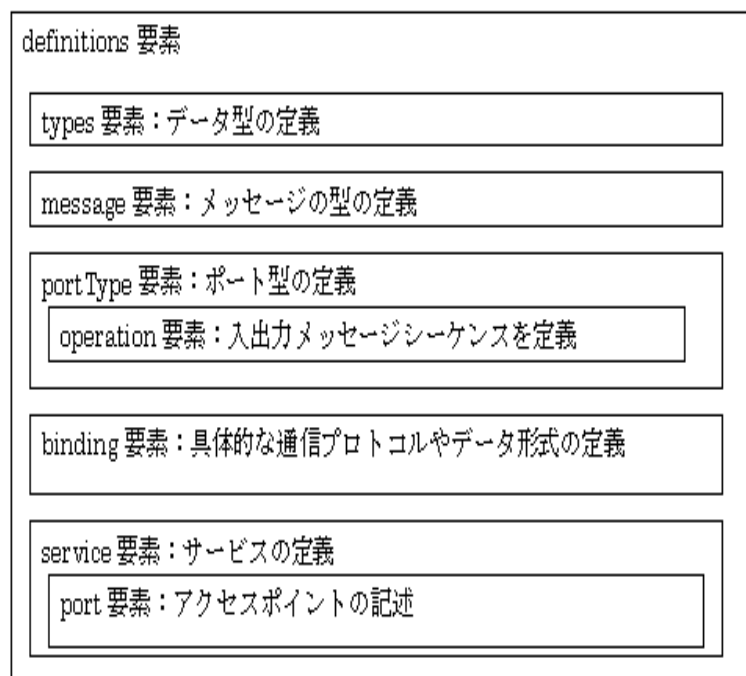 definitions 要素
types 要素：データ型の定義
message 要素：メッセージの型の定義
portType 要素：ポート型の定義
operation 要素：入出力メッセージシーケンスを定義
binding 要素：具体的な通信プロトコルやデータ形式の定義
service 要素：サービスの定義
port 要素：アクセスポイントの記述